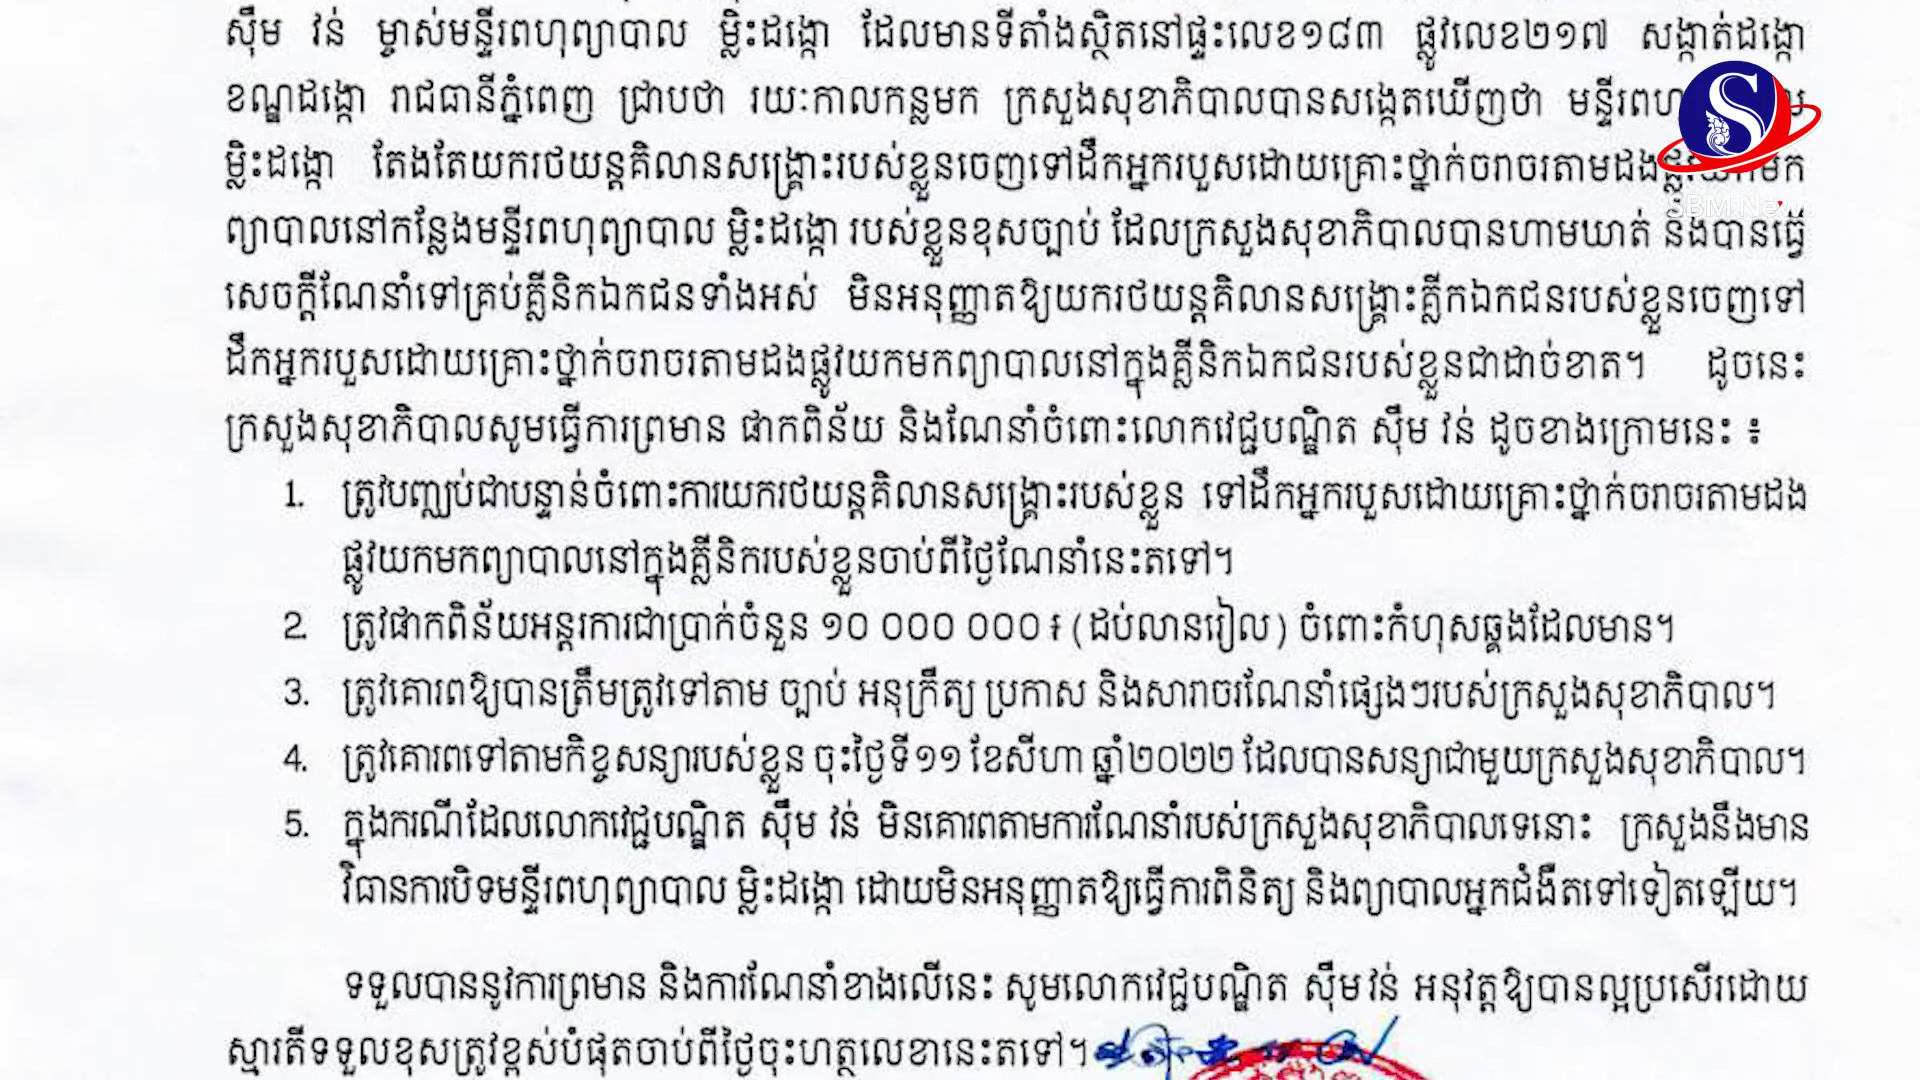 ស៊ឹម វន់ ម្ចាស់មន្ទីរពហុព្យាបាល ម្លិះដង្កោ ដែលមានទីតាំងស្ថិតនៅផ្ទះលេខ១៨៣ ផ្លូវលេខ២១៧ សង្កាត់ដង្កោ
ខណ្ឌដង្កោ រាជធានីភ្នំពេញ ជ្រាបថា រយៈកាលកន្លមក ក្រសួងសុខាភិបាលបានសង្កេតឃើញថា
ម្លិះដង្កោ តែងតែយករថយន្តគិលានសង្គ្រោះរបស់ខ្លួនចេញទៅដឹកអ្នករបួសដោយគ្រោះថ្នាក់ចរាចរតាមដងផ្លូវយកមក
ព្យាបាលនៅកន្លែងមន្ទីរពហុព្យាបាល ម្លិះដង្កោ របស់ខ្លួនខុសច្បាប់ ដែលក្រសួងសុខាភិបាលបានហាមឃាត់ និងបានធ្វើ
សេចក្តីណែនាំទៅគ្រប់គ្លីនិកឯកជនទាំងអស់ មិនអនុញ្ញាតឱ្យយករថយន្តគិលានសង្គ្រោះគ្លីកឯកជនរបស់ខ្លួនចេញទៅ
ដឹកអ្នករបួសដោយគ្រោះថ្នាក់ចរាចរតាមដងផ្លូវយកមកព្យាបាលនៅក្នុងគ្លីនិកឯកជនរបស់ខ្លួនជាដាច់ខាត។ ដូចនេះ
ក្រសួងសុខាភិបាលសូមធ្វើការព្រមាន ផាកពិន័យ និងណែនាំចំពោះលោកវេជ្ជបណ្ឌិត ស៊ឹម វន់ ដូចខាងក្រោមនេះ ៖
1. ត្រូវបញ្ឈប់ជាបន្ទាន់ចំពោះការយករថយន្តគិលានសង្គ្រោះរបស់ខ្លួន ទៅដឹកអ្នករបួសដោយគ្រោះថ្នាក់ចរាចរតាមដង
ផ្លូវយកមកព្យាបាលនៅក្នុងគ្លីនិករបស់ខ្លួនចាប់ពីថ្ងៃណែនាំនេះតទៅ។
2. ត្រូវផាកពិន័យអន្តរការជាប្រាក់ចំនួន ១០ ០០០ ០០០៛ (ដប់លានរៀល) ចំពោះកំហុសឆ្គងដែលមាន។
3. ត្រូវគោរពឱ្យបានត្រឹមត្រូវទៅតាម ច្បាប់ អនុក្រឹត្យ ប្រកាស និងសារាចរណែនាំផ្សេងៗរបស់ក្រសួងសុខាភិបាល។
4. ត្រូវគោរពទៅតាមកិច្ចសន្យារបស់ខ្លួន ចុះថ្ងៃទី១១ ខែសីហា ឆ្នាំ២០២២ ដែលបានសន្យាជាមួយក្រសួងសុខាភិបាល។
5. ក្នុងករណីដែលលោកវេជ្ជបណ្ឌិត ស៊ឹម វន់ មិនគោរពតាមការណែនាំរបស់ក្រសួងសុខាភិបាលទេនោះ ក្រសួងនឹងមាន
វិធានការបិទមន្ទីរពហុព្យាបាល ម្លិះដង្កោ ដោយមិនអនុញ្ញាតឱ្យធ្វើការពិនិត្យ និងព្យាបាលអ្នកជំងឺតទៅទៀតឡើយ។
ទទួលបាននូវការព្រមាន និងការណែនាំខាងលើនេះ សូមលោកវេជ្ជបណ្ឌិត ស៊ឹមវន់ អនុវត្តឱ្យបានល្អប្រសើរដោយ
ស្មារតីទទួលខុសត្រូវខ្ពស់បំផុតចាប់ពីថ្ងៃចុះហត្ថលេខានេះតទៅ។
S
SBM News